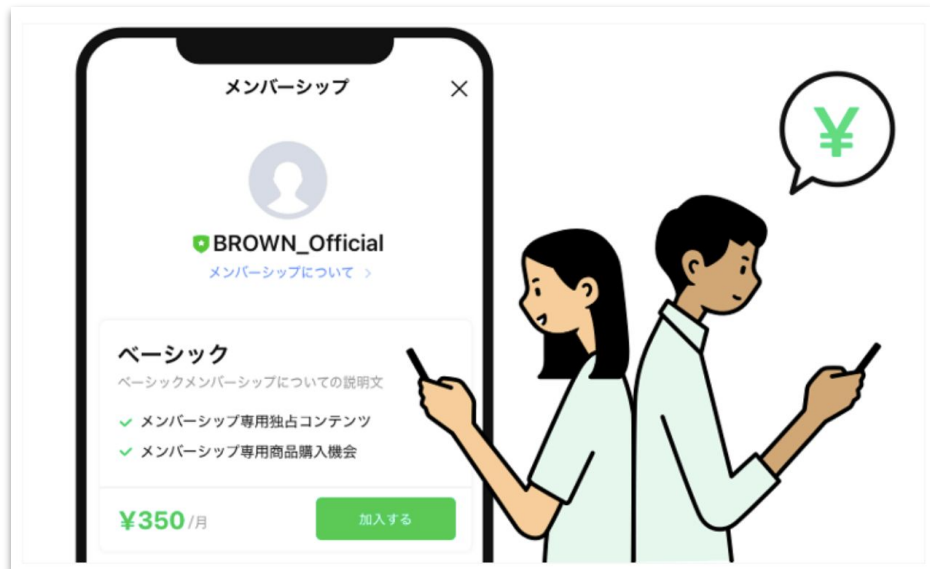 メンバーシップ
BROWN_Official
メンバーシップについて >
ベーシック
ベーシックメンバーシップについての説明文
メンバーシップ専用独占コンテンツ
メンバーシップ専用商品購入機会
¥350/月
加入する
¥